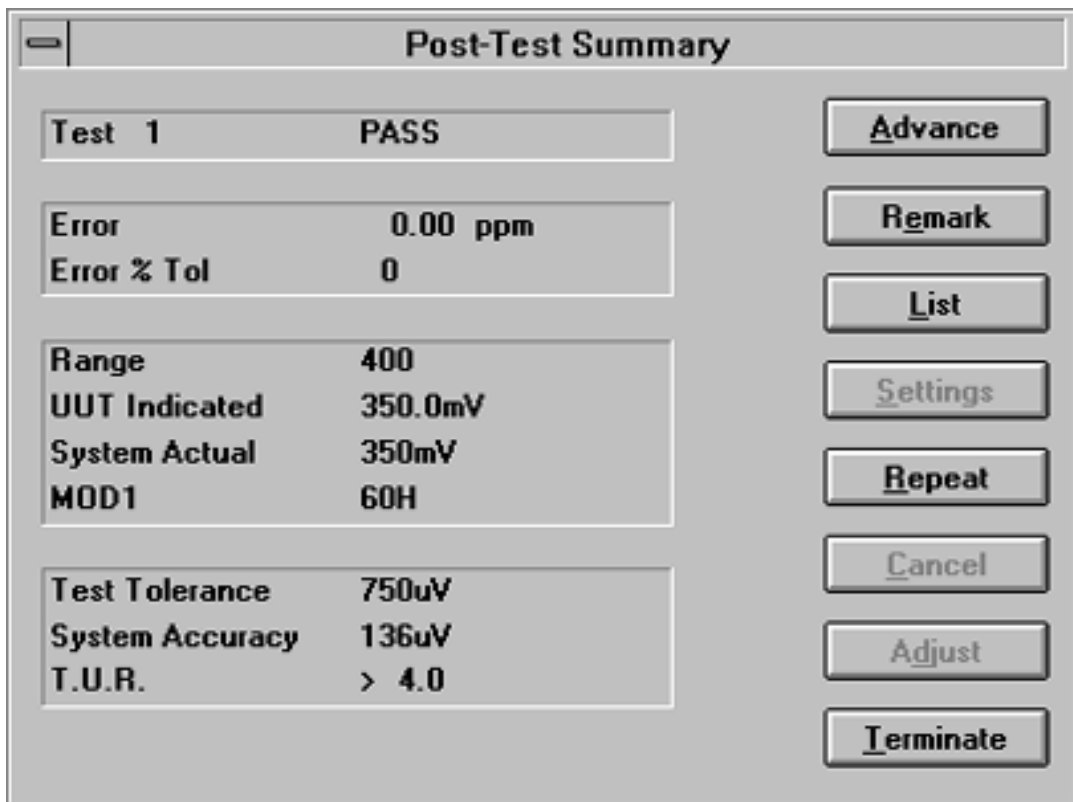 Post-Test Summary
Test 1 PASS
Error 0.00 ppm
Error % Tol 0
Range 400
UUT Indicated 350.0mV
System Actual 350mV
MOD1 60H
Test Tolerance 750uV
System Accuracy 136uV
T.U.R. > 4.0
Advance
Remark
List
Settings
Repeat
Cancel
Adjust
Terminate